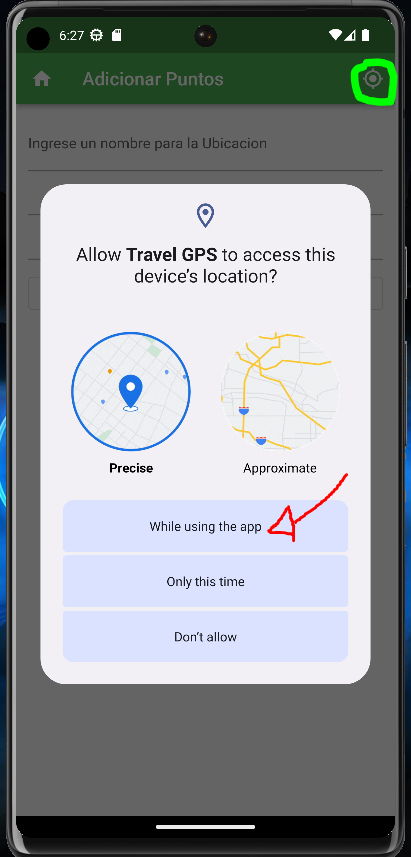 6:27
Adicionar Puntos
Ingrese un nombre para la Ubicacion
Allow Travel GPS to access this
device's location?
Precise
Approximate
While using the app
Only this time
Don't allow